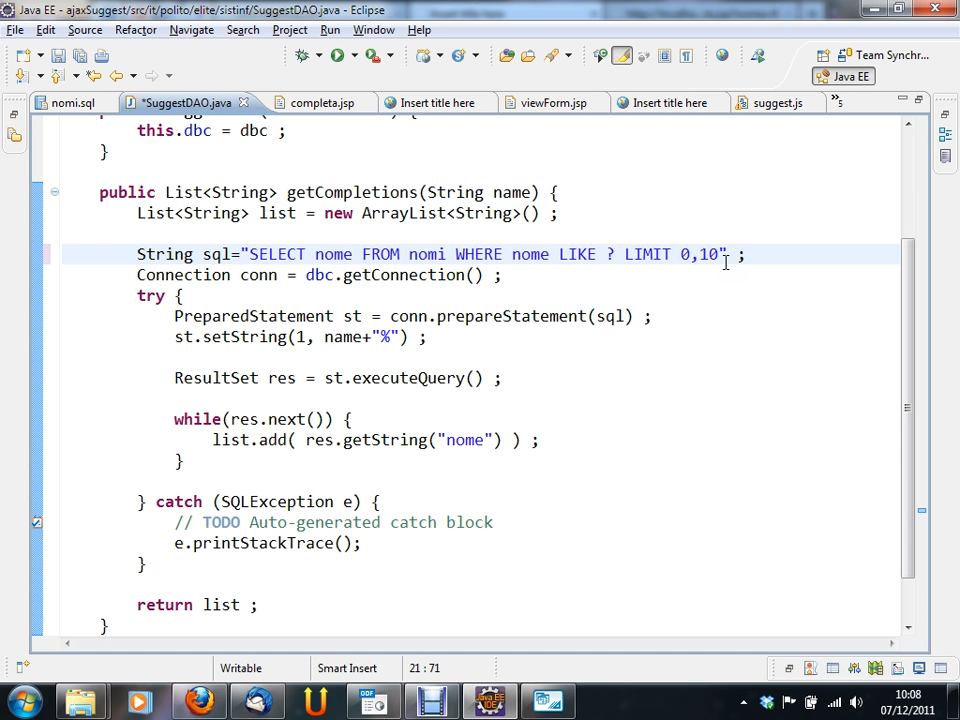 Java EE - ajaxSuggest/src/it/polito/elite/sistinf/SuggestDAO.java - Eclipse
File Edit Source Refactor Navigate Search Project Run Window Help
Team Synchr...
Java EE
nomi.sql
*SuggestDAO.java
completa.jsp
Insert title here
viewForm.jsp
Insert title here
suggest.js
»5
this.dbc = dbc ;
}
public List<String> getCompletions(String name) {
List<String> list = new ArrayList<String>() ;
String sql="SELECT nome FROM nomi WHERE nome LIKE ? LIMIT 0,10" ;
Connection conn = dbc.getConnection() ;
try {
PreparedStatement st = conn.prepareStatement(sql) ;
st.setString(1, name+"%") ;
ResultSet res = st.executeQuery() ;
while(res.next()) {
list.add( res.getString("nome") ) ;
}
} catch (SQLException e) {
// TODO Auto-generated catch block
e.printStackTrace();
}
return list ;
}
Writable
Smart Insert
21 : 71
ODF
Java EE
IDE
10:08
07/12/2011